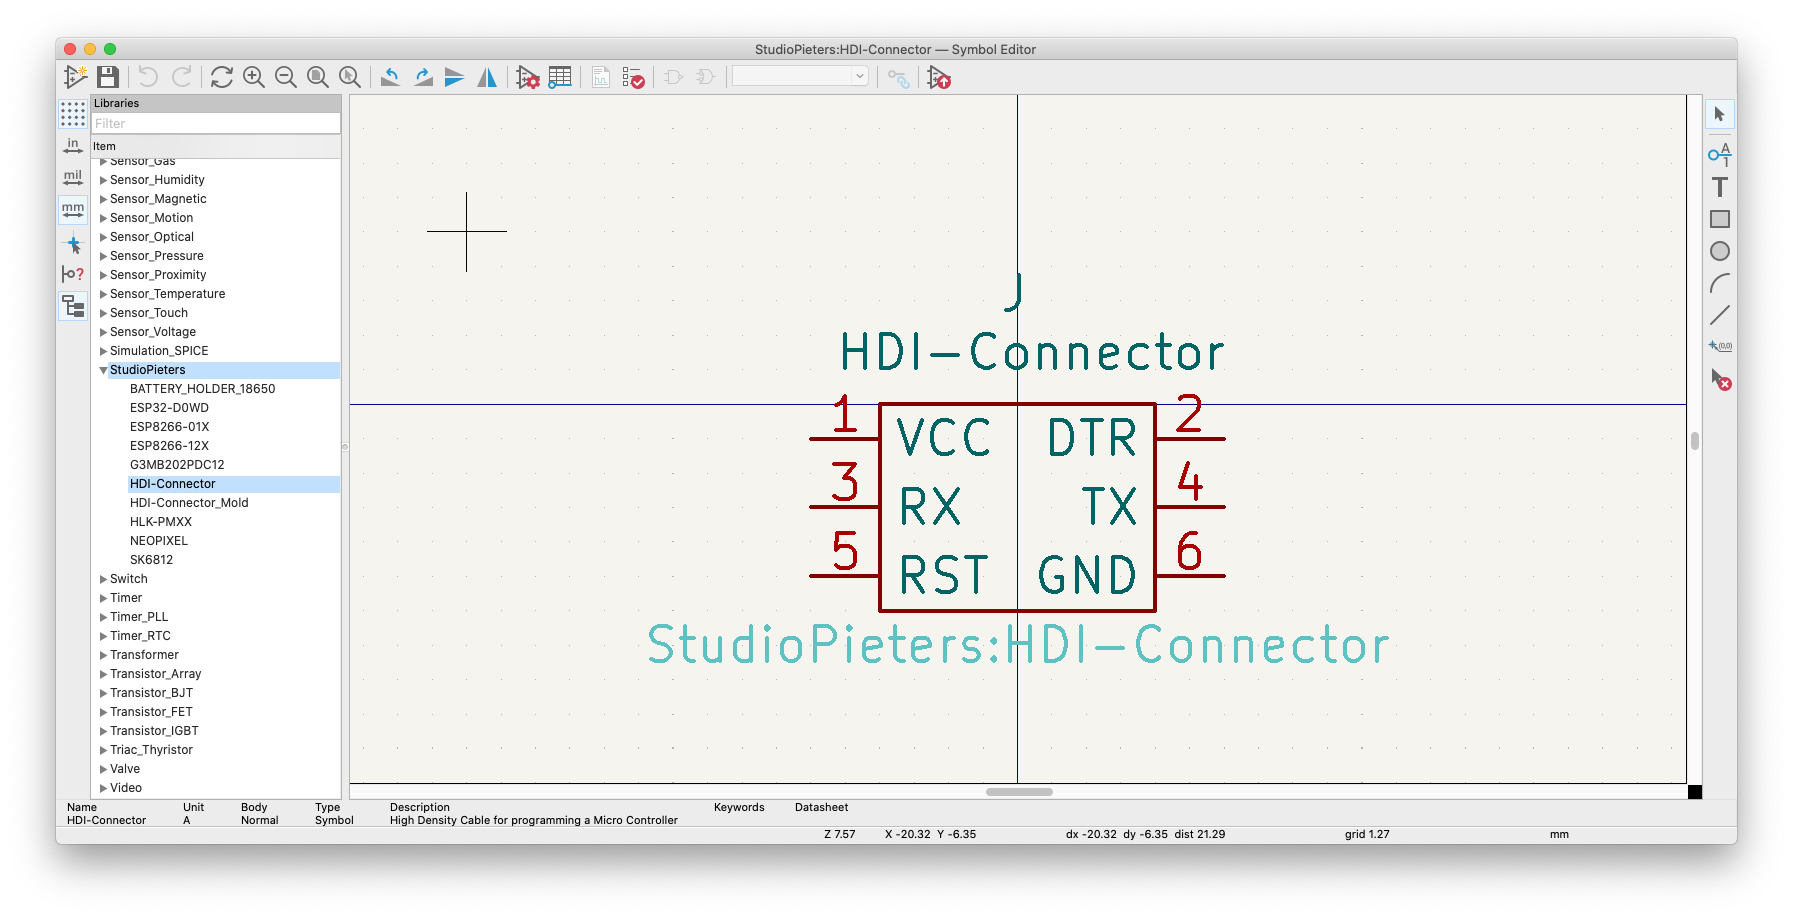 StudioPieters:HDI-Connector — Symbol Editor
Libraries
Filter
Item
in
mil
mm
Sensor_Gas
Sensor_Humidity
Sensor_Magnetic
Sensor_Motion
Sensor_Optical
Sensor_Pressure
Sensor_Proximity
Sensor_Temperature
Sensor_Touch
Sensor_Voltage
Simulation_SPICE
StudioPieters
BATTERY_HOLDER_18650
ESP32-D0WD
ESP8266-01X
ESP8266-12X
G3MB202PDC12
HDI-Connector
HDI-Connector_Mold
HLK-PMXX
NEOPIXEL
SK6812
Switch
Timer
Timer_PLL
Timer_RTC
Transformer
Transistor_Array
Transistor_BJT
Transistor_FET
Transistor_IGBT
Triac_Thyristor
Valve
Video
J
HDI-Connector
1 VCC DTR 2
3 RX TX 4
5 RST GND 6
StudioPieters:HDI-Connector
A
1
T
(0,0)
Name Unit Body Type Description Keywords Datasheet
HDI-Connector A Normal Symbol High Density Cable for programming a Micro Controller
Z 7.57 X -20.32 Y -6.35 dx -20.32 dy -6.35 dist 21.29 grid 1.27 mm